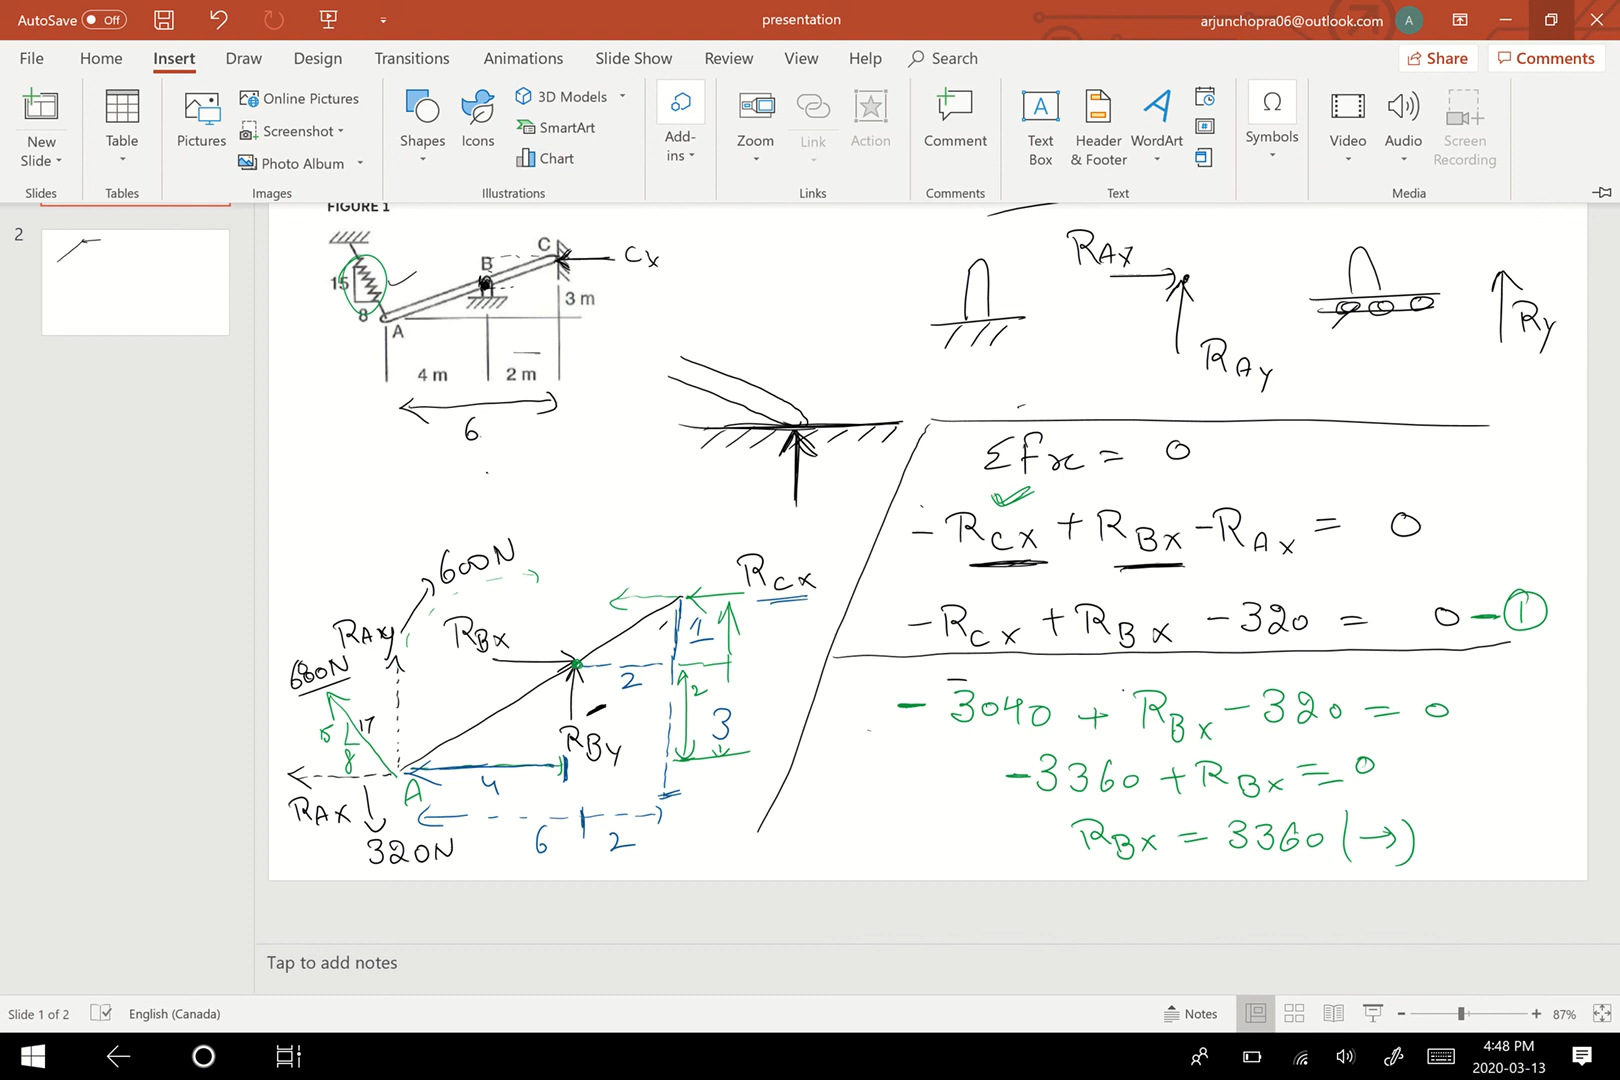 AutoSave Off
presentation
arjunchopra06@outlook.com A
File Home Insert Draw Design Transitions Animations Slide Show Review View Help Search Share Comments
New Slide
Table
Pictures
Online Pictures
Screenshot
Photo Album
Shapes
Icons
3D Models
SmartArt
Chart
Add-ins
Zoom
Link
Action
Comment
Text Box
Header & Footer
WordArt
Symbols
Video
Audio
Screen Recording
Slides Tables Images Illustrations Links Comments Text Media
2
FIGURE 1
15
8
A
B
C
Cx
3 m
4 m
2 m
6
RAX
RAY
RY
ΣFx = 0
-RCX + RBX - RAX = 0
-RCX + RBX - 320 = 0 - 1
- 3040 + RBX - 320 = 0
-3360 + RBX = 0
RBX = 3360 (→)
600N
RAY
RBX
RCX
1
680N
15 17
8
2
2
3
RBY
A
4
RAX
320N
6
2
Tap to add notes
Slide 1 of 2
English (Canada)
Notes
87%
4:48 PM
2020-03-13